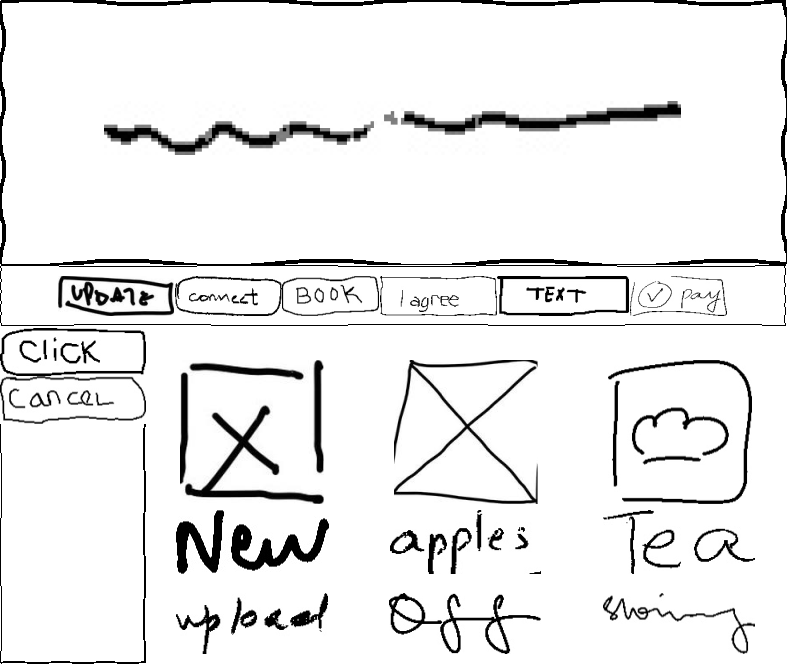 UPDATE connect BOOK I agree TEXT pay
CLICK
Cancel
New apples Tea
upload Off